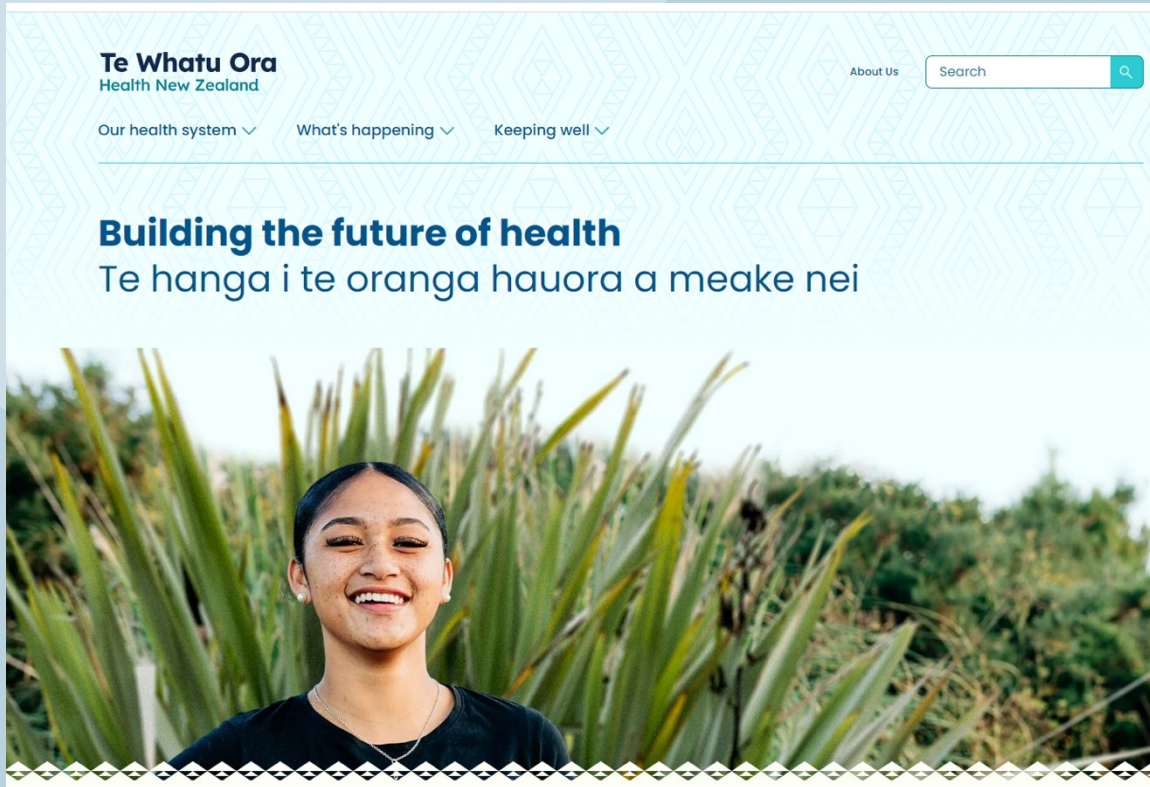 Te Whatu Ora
Health New Zealand
About Us
Search
Our health system
What's happening
Keeping well
Building the future of health
Te hanga i te oranga hauora a meake nei